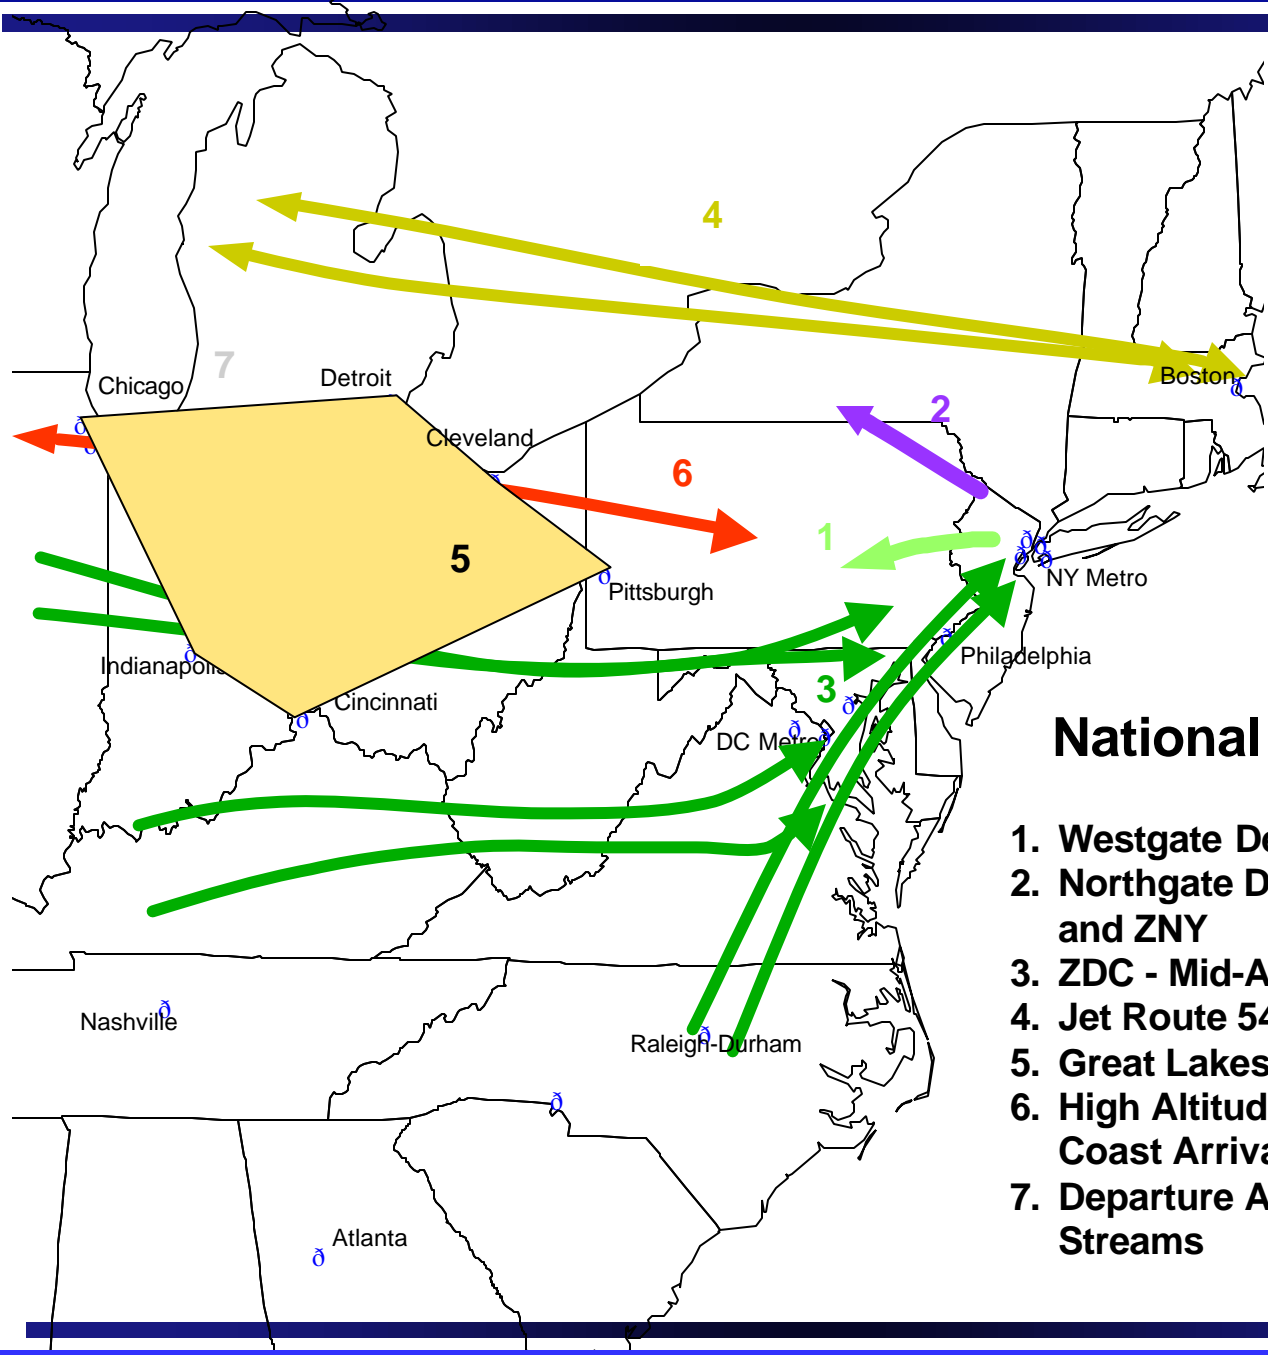 4
7
Chicago
Detroit
Boston
2
Cleveland
6
1
5
NY Metro
Pittsburgh
Philadelphia
Indianapolis
3
Cincinnati
DC Metro
National
1. Westgate De
2. Northgate D
and ZNY
3. ZDC - Mid-A
4. Jet Route 54
5. Great Lakes
6. High Altitud
Coast Arriva
7. Departure A
Streams
Nashville
Raleigh-Durham
Atlanta